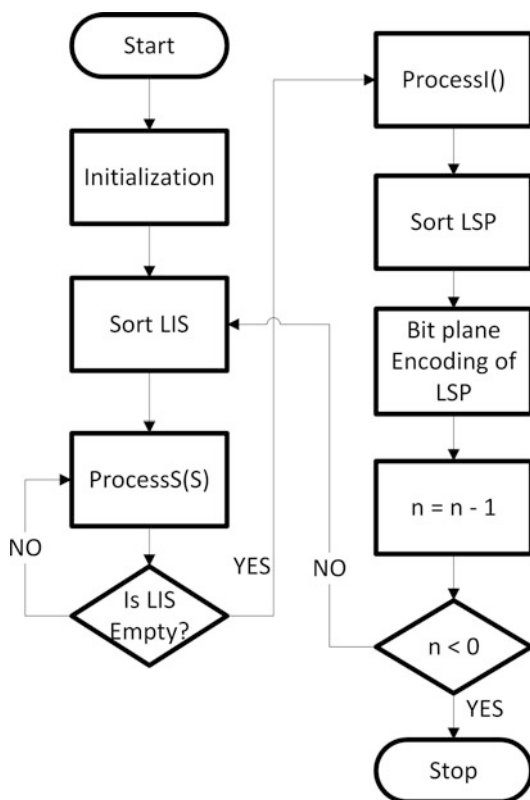 Start
Initialization
Sort LIS
ProcessS(S)
NO
Is LIS
Empty?
YES
ProcessI()
Sort LSP
Bit plane
Encoding of
LSP
n = n - 1
NO
n < 0
YES
Stop